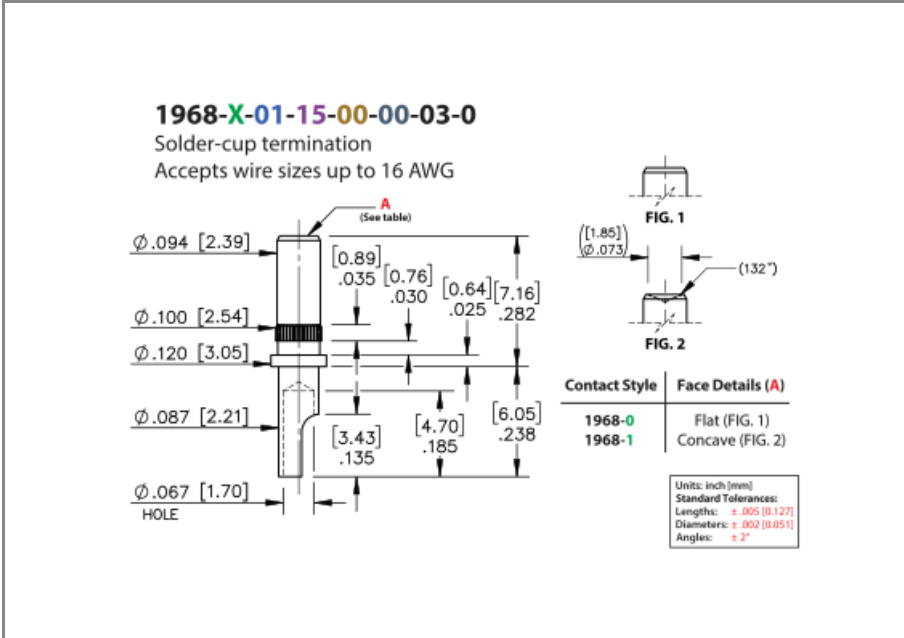 1968-X-01-15-00-00-03-0
Solder-cup termination
Accepts wire sizes up to 16 AWG
A
(See table)
Ø.094 [2.39]
[0.89]
.035
[0.76]
.030
[0.64]
.025
[7.16]
.282
Ø.100 [2.54]
Ø.120 [3.05]
Ø.087 [2.21]
[3.43]
.135
[4.70]
.185
[6.05]
.238
Ø.067 [1.70]
HOLE
FIG. 1
([1.85])
(Ø.073)
(132°)
FIG. 2
Contact Style Face Details (A)
1968-0 Flat (FIG. 1)
1968-1 Concave (FIG. 2)
Units: inch [mm]
Standard Tolerances:
Lengths: ± .005 [0.127]
Diameters: ± .002 [0.051]
Angles: ± 2°